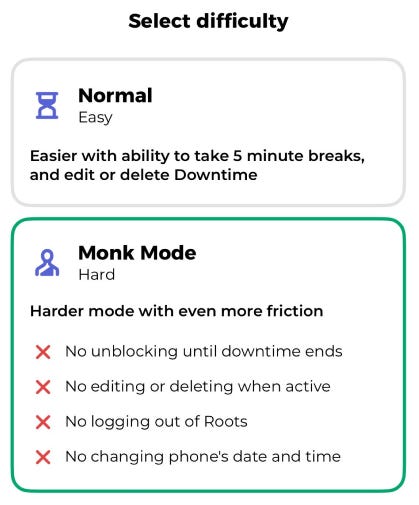 Select difficulty
Normal
Easy
Easier with ability to take 5 minute breaks,
and edit or delete Downtime
Monk Mode
Hard
Harder mode with even more friction
No unblocking until downtime ends
No editing or deleting when active
No logging out of Roots
No changing phone's date and time